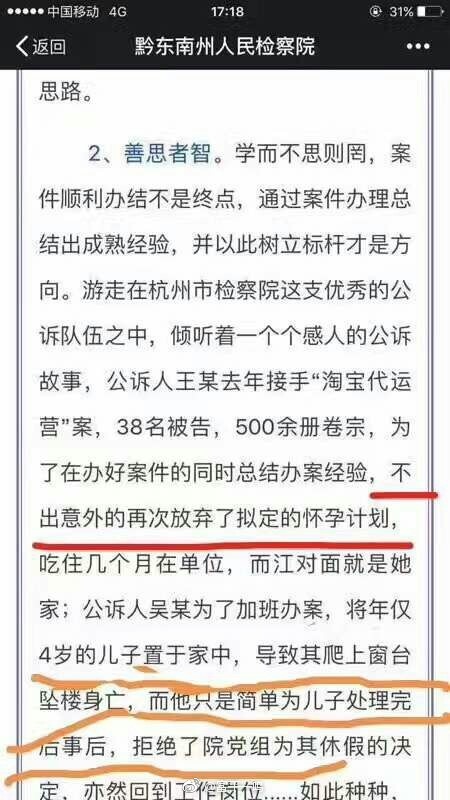 中国移动 4G 17:18 31%
返回 黔东南州人民检察院
思路。
2、善思者智。学而不思则罔，案
件顺利办结不是终点，通过案件办理总
结出成熟经验，并以此树立标杆才是方
向。游走在杭州市检察院这支优秀的公
诉队伍之中，倾听着一个个感人的公诉
故事，公诉人王某去年接手“淘宝代运
营”案，38名被告，500余册卷宗，为
了在办好案件的同时总结办案经验，不
出意外的再次放弃了拟定的怀孕计划，
吃住几个月在单位，而江对面就是她
家；公诉人吴某为了加班办案，将年仅
4岁的儿子置于家中，导致其爬上窗台
坠楼身亡，而他只是简单为儿子处理完
后事后，拒绝了院党组为其休假的决
定，亦然回到工作岗位……如此种种，